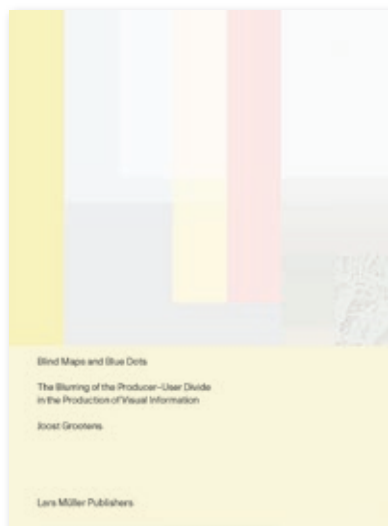 Blind Maps and Blue Dots
The Blurring of the Producer–User Divide
in the Production of Visual Information
Joost Grootens
Lars Müller Publishers